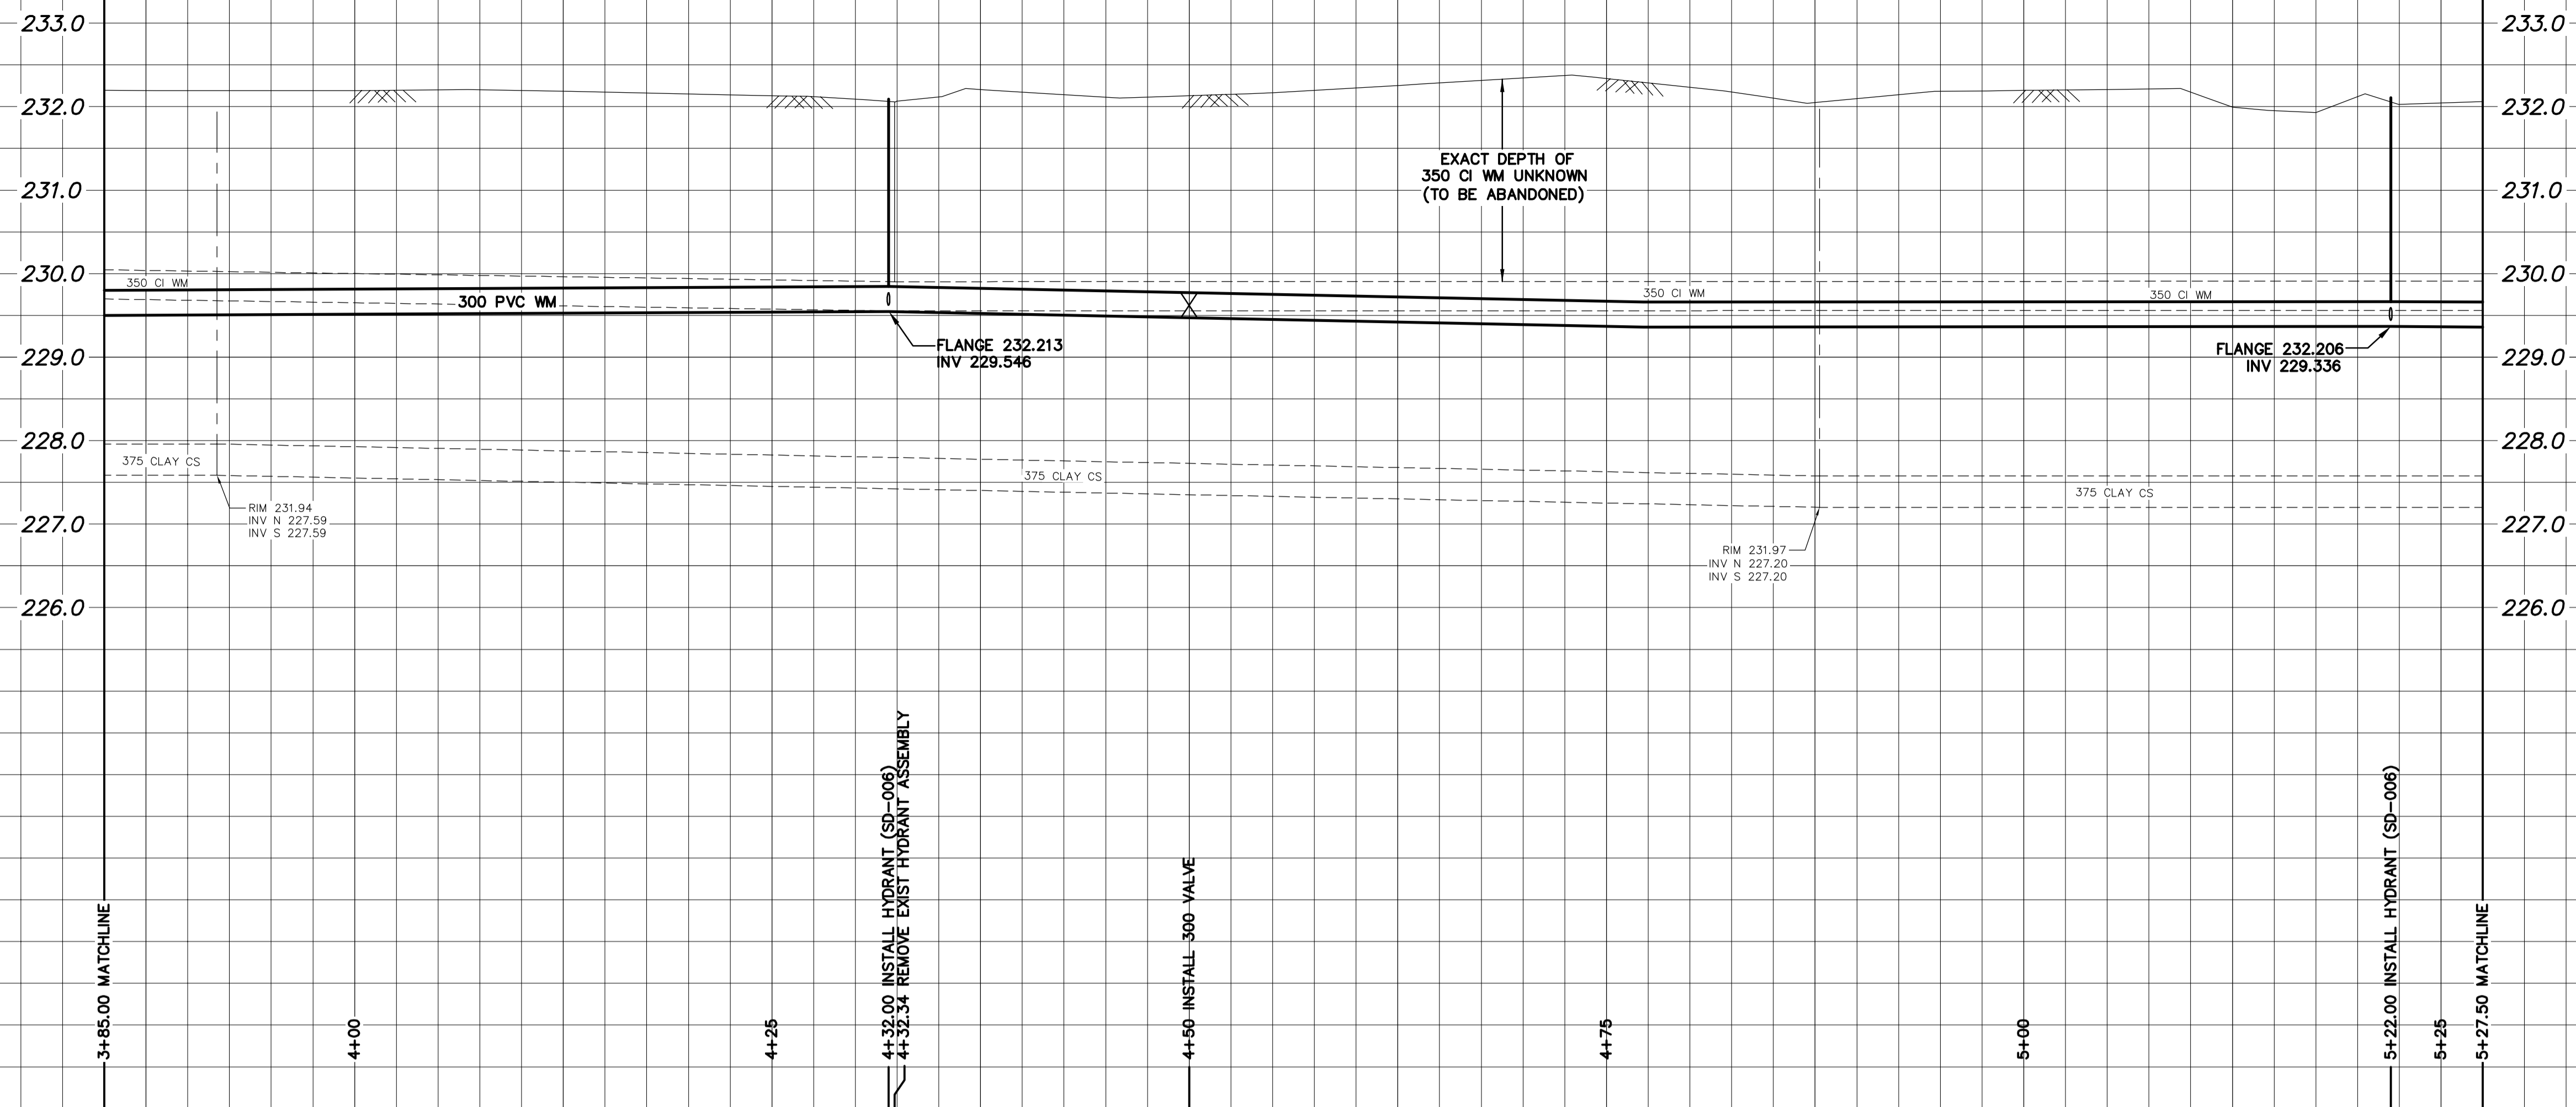 233.0
233.0
232.0
232.0
EXACT DEPTH OF
350 CI WM UNKNOWN
(TO BE ABANDONED)
231.0
231.0
230.0
230.0
350 CI WM
300 PVC WM
350 CI WM
350 CI WM
FLANGE 232.213
INV 229.546
FLANGE 232.206
INV 229.336
229.0
229.0
228.0
228.0
375 CLAY CS
375 CLAY CS
375 CLAY CS
RIM 231.94
INV N 227.59
INV S 227.59
227.0
227.0
RIM 231.97
INV N 227.20
INV S 227.20
226.0
226.0
3+85.00 MATCHLINE
4+00
4+25
4+32.00 INSTALL HYDRANT (SD-006)
4+32.34 REMOVE EXIST HYDRANT ASSEMBLY
4+50 INSTALL 300 VALVE
4+75
5+00
5+22.00 INSTALL HYDRANT (SD-006)
5+25
5+27.50 MATCHLINE